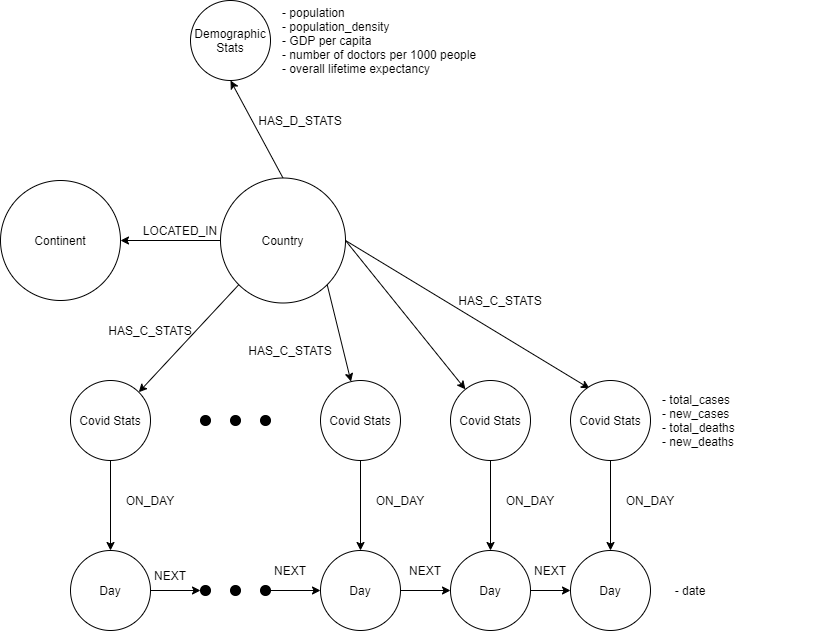 Demographic
Stats
- population
- population_density
- GDP per capita
- number of doctors per 1000 people
- overall lifetime expectancy
HAS_D_STATS
Continent
LOCATED_IN
Country
HAS_C_STATS
HAS_C_STATS
HAS_C_STATS
Covid Stats
Covid Stats
Covid Stats
Covid Stats
- total_cases
- new_cases
- total_deaths
- new_deaths
ON_DAY
ON_DAY
ON_DAY
ON_DAY
Day
NEXT
NEXT
Day
NEXT
Day
NEXT
Day
- date